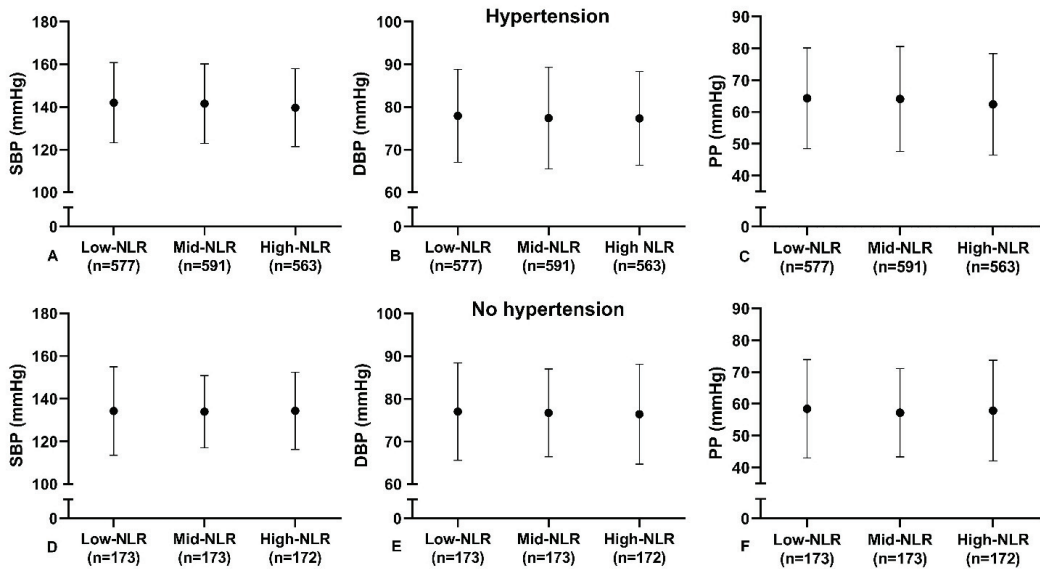 Hypertension
SBP (mmHg)
180
160
140
120
100
0
Low-NLR Mid-NLR High-NLR
(n=577) (n=591) (n=563)
A
DBP (mmHg)
100
90
80
70
60
0
Low-NLR Mid-NLR High NLR
(n=577) (n=591) (n=563)
B
PP (mmHg)
90
80
70
60
50
40
0
Low-NLR Mid-NLR High-NLR
(n=577) (n=591) (n=563)
C
No hypertension
SBP (mmHg)
180
160
140
120
100
0
Low-NLR Mid-NLR High-NLR
(n=173) (n=173) (n=172)
D
DBP (mmHg)
100
90
80
70
60
0
Low-NLR Mid-NLR High-NLR
(n=173) (n=173) (n=172)
E
PP (mmHg)
90
80
70
60
50
40
0
Low-NLR Mid-NLR High-NLR
(n=173) (n=173) (n=172)
F